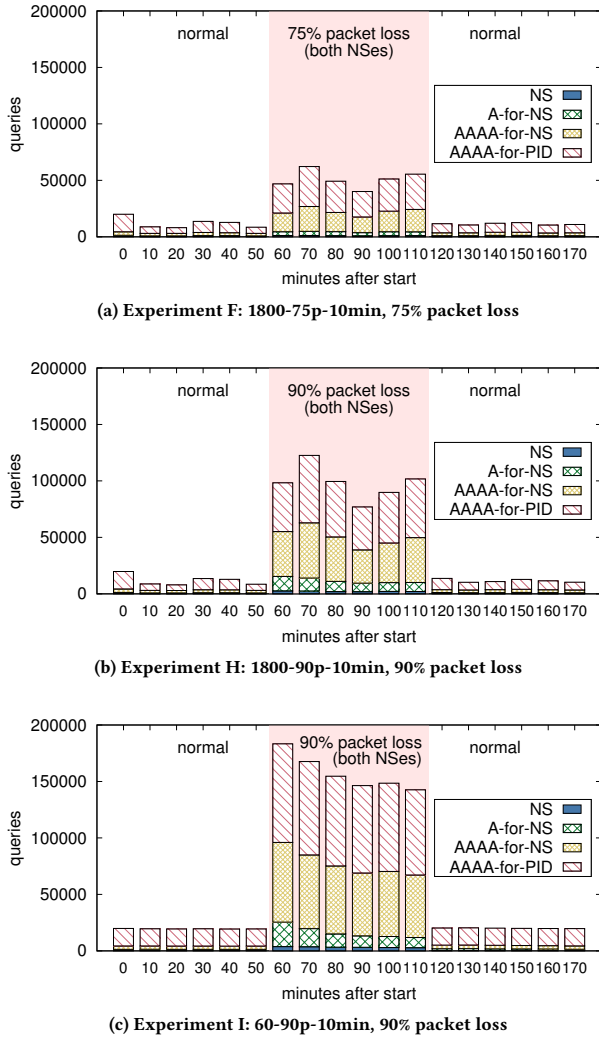 200000
150000
100000
50000
0
queries
normal
75% packet loss
(both NSes)
normal
NS
A-for-NS
AAAA-for-NS
AAAA-for-PID
0 10 20 30 40 50 60 70 80 90 100 110 120 130 140 150 160 170
minutes after start
(a) Experiment F: 1800-75p-10min, 75% packet loss
200000
150000
100000
50000
0
queries
normal
90% packet loss
(both NSes)
normal
NS
A-for-NS
AAAA-for-NS
AAAA-for-PID
0 10 20 30 40 50 60 70 80 90 100 110 120 130 140 150 160 170
minutes after start
(b) Experiment H: 1800-90p-10min, 90% packet loss
200000
150000
100000
50000
0
queries
normal
90% packet loss
(both NSes)
normal
NS
A-for-NS
AAAA-for-NS
AAAA-for-PID
0 10 20 30 40 50 60 70 80 90 100 110 120 130 140 150 160 170
minutes after start
(c) Experiment I: 60-90p-10min, 90% packet loss